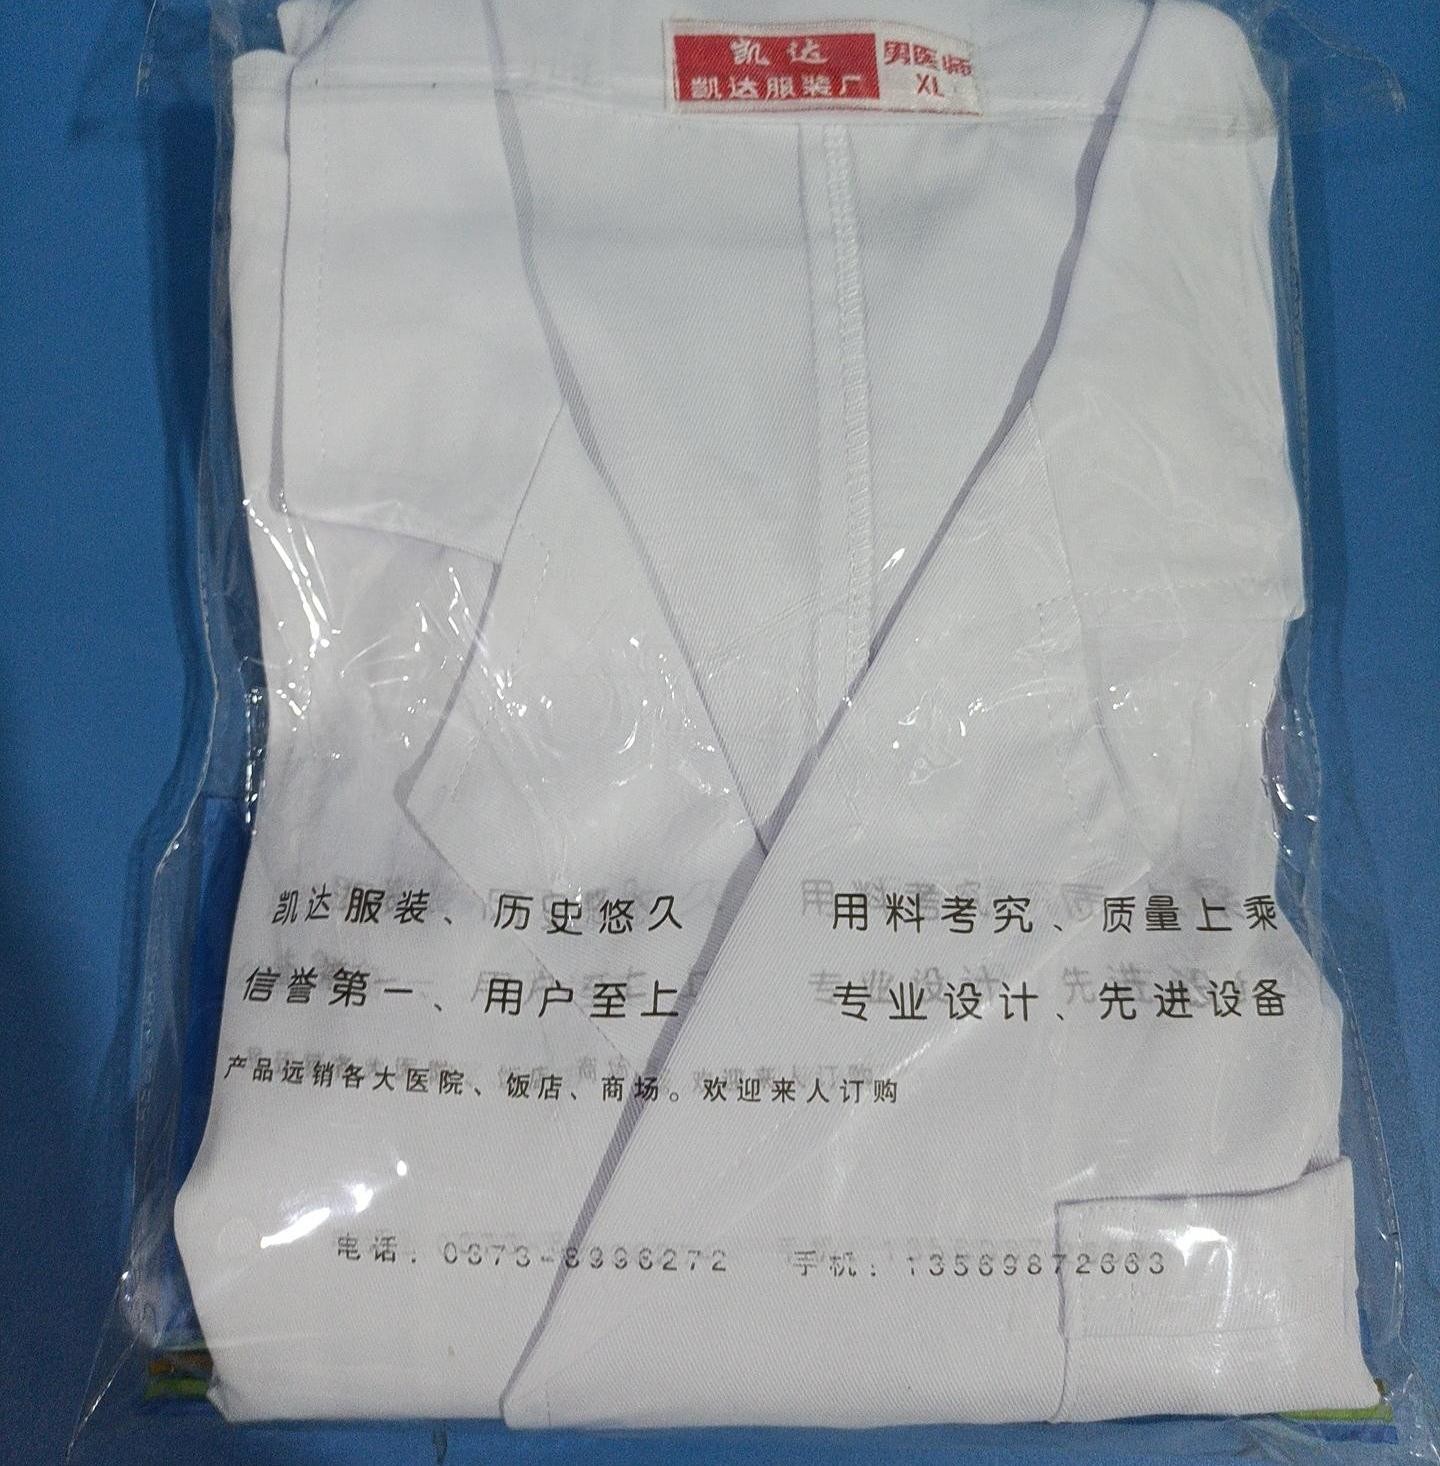 凯达 男医师
凯达服装厂 XL
凯达服装、历史悠久 用料考究、质量上乘
信誉第一、用户至上 专业设计、先进设备
产品远销各大医院、饭店、商场。欢迎来人订购
电话: 手机: 13569872663